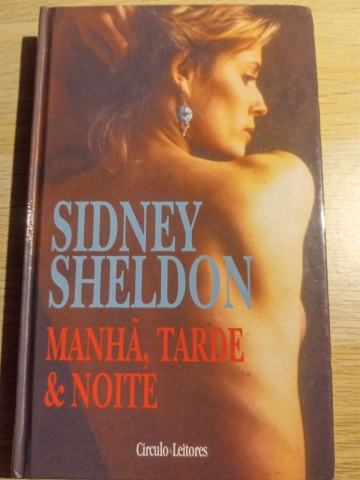 SIDNEY
SHELDON
MANHÃ, TARDE
& NOITE
Círculo Leitores